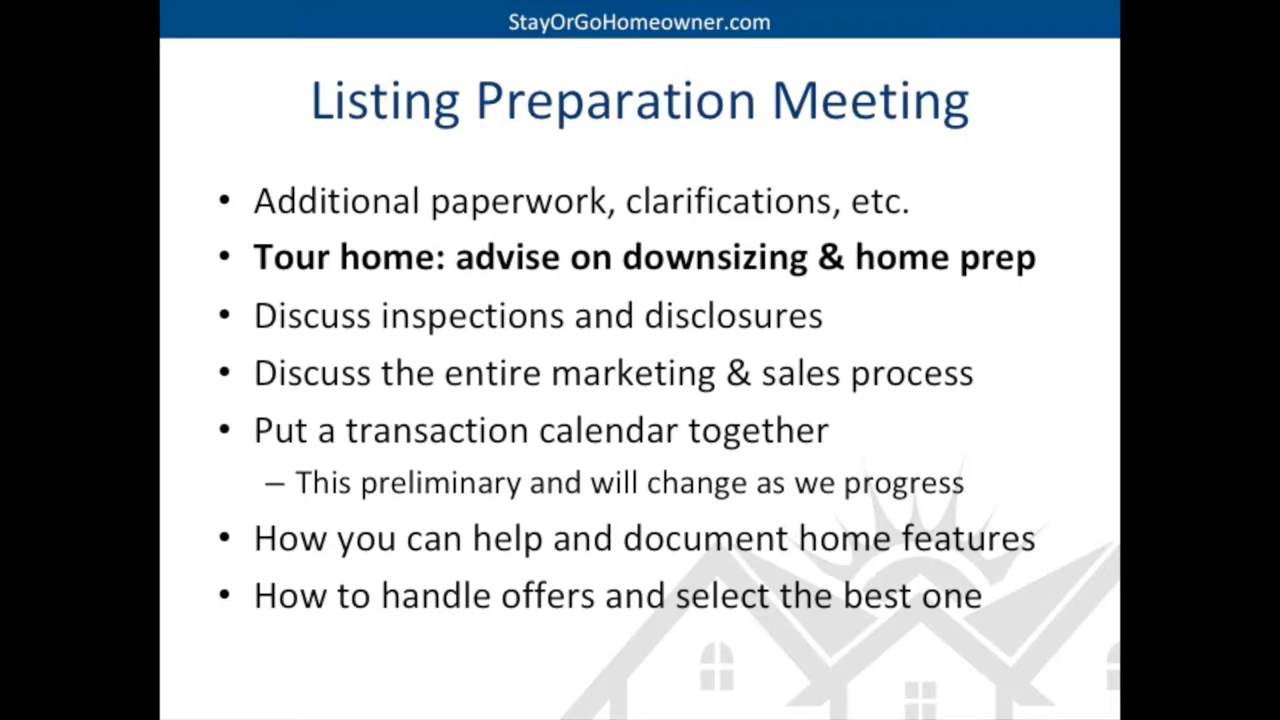 StayOrGoHomeowner.com
Listing Preparation Meeting
• Additional paperwork, clarifications, etc.
• Tour home: advise on downsizing & home prep
• Discuss inspections and disclosures
• Discuss the entire marketing & sales process
• Put a transaction calendar together
– This preliminary and will change as we progress
• How you can help and document home features
• How to handle offers and select the best one